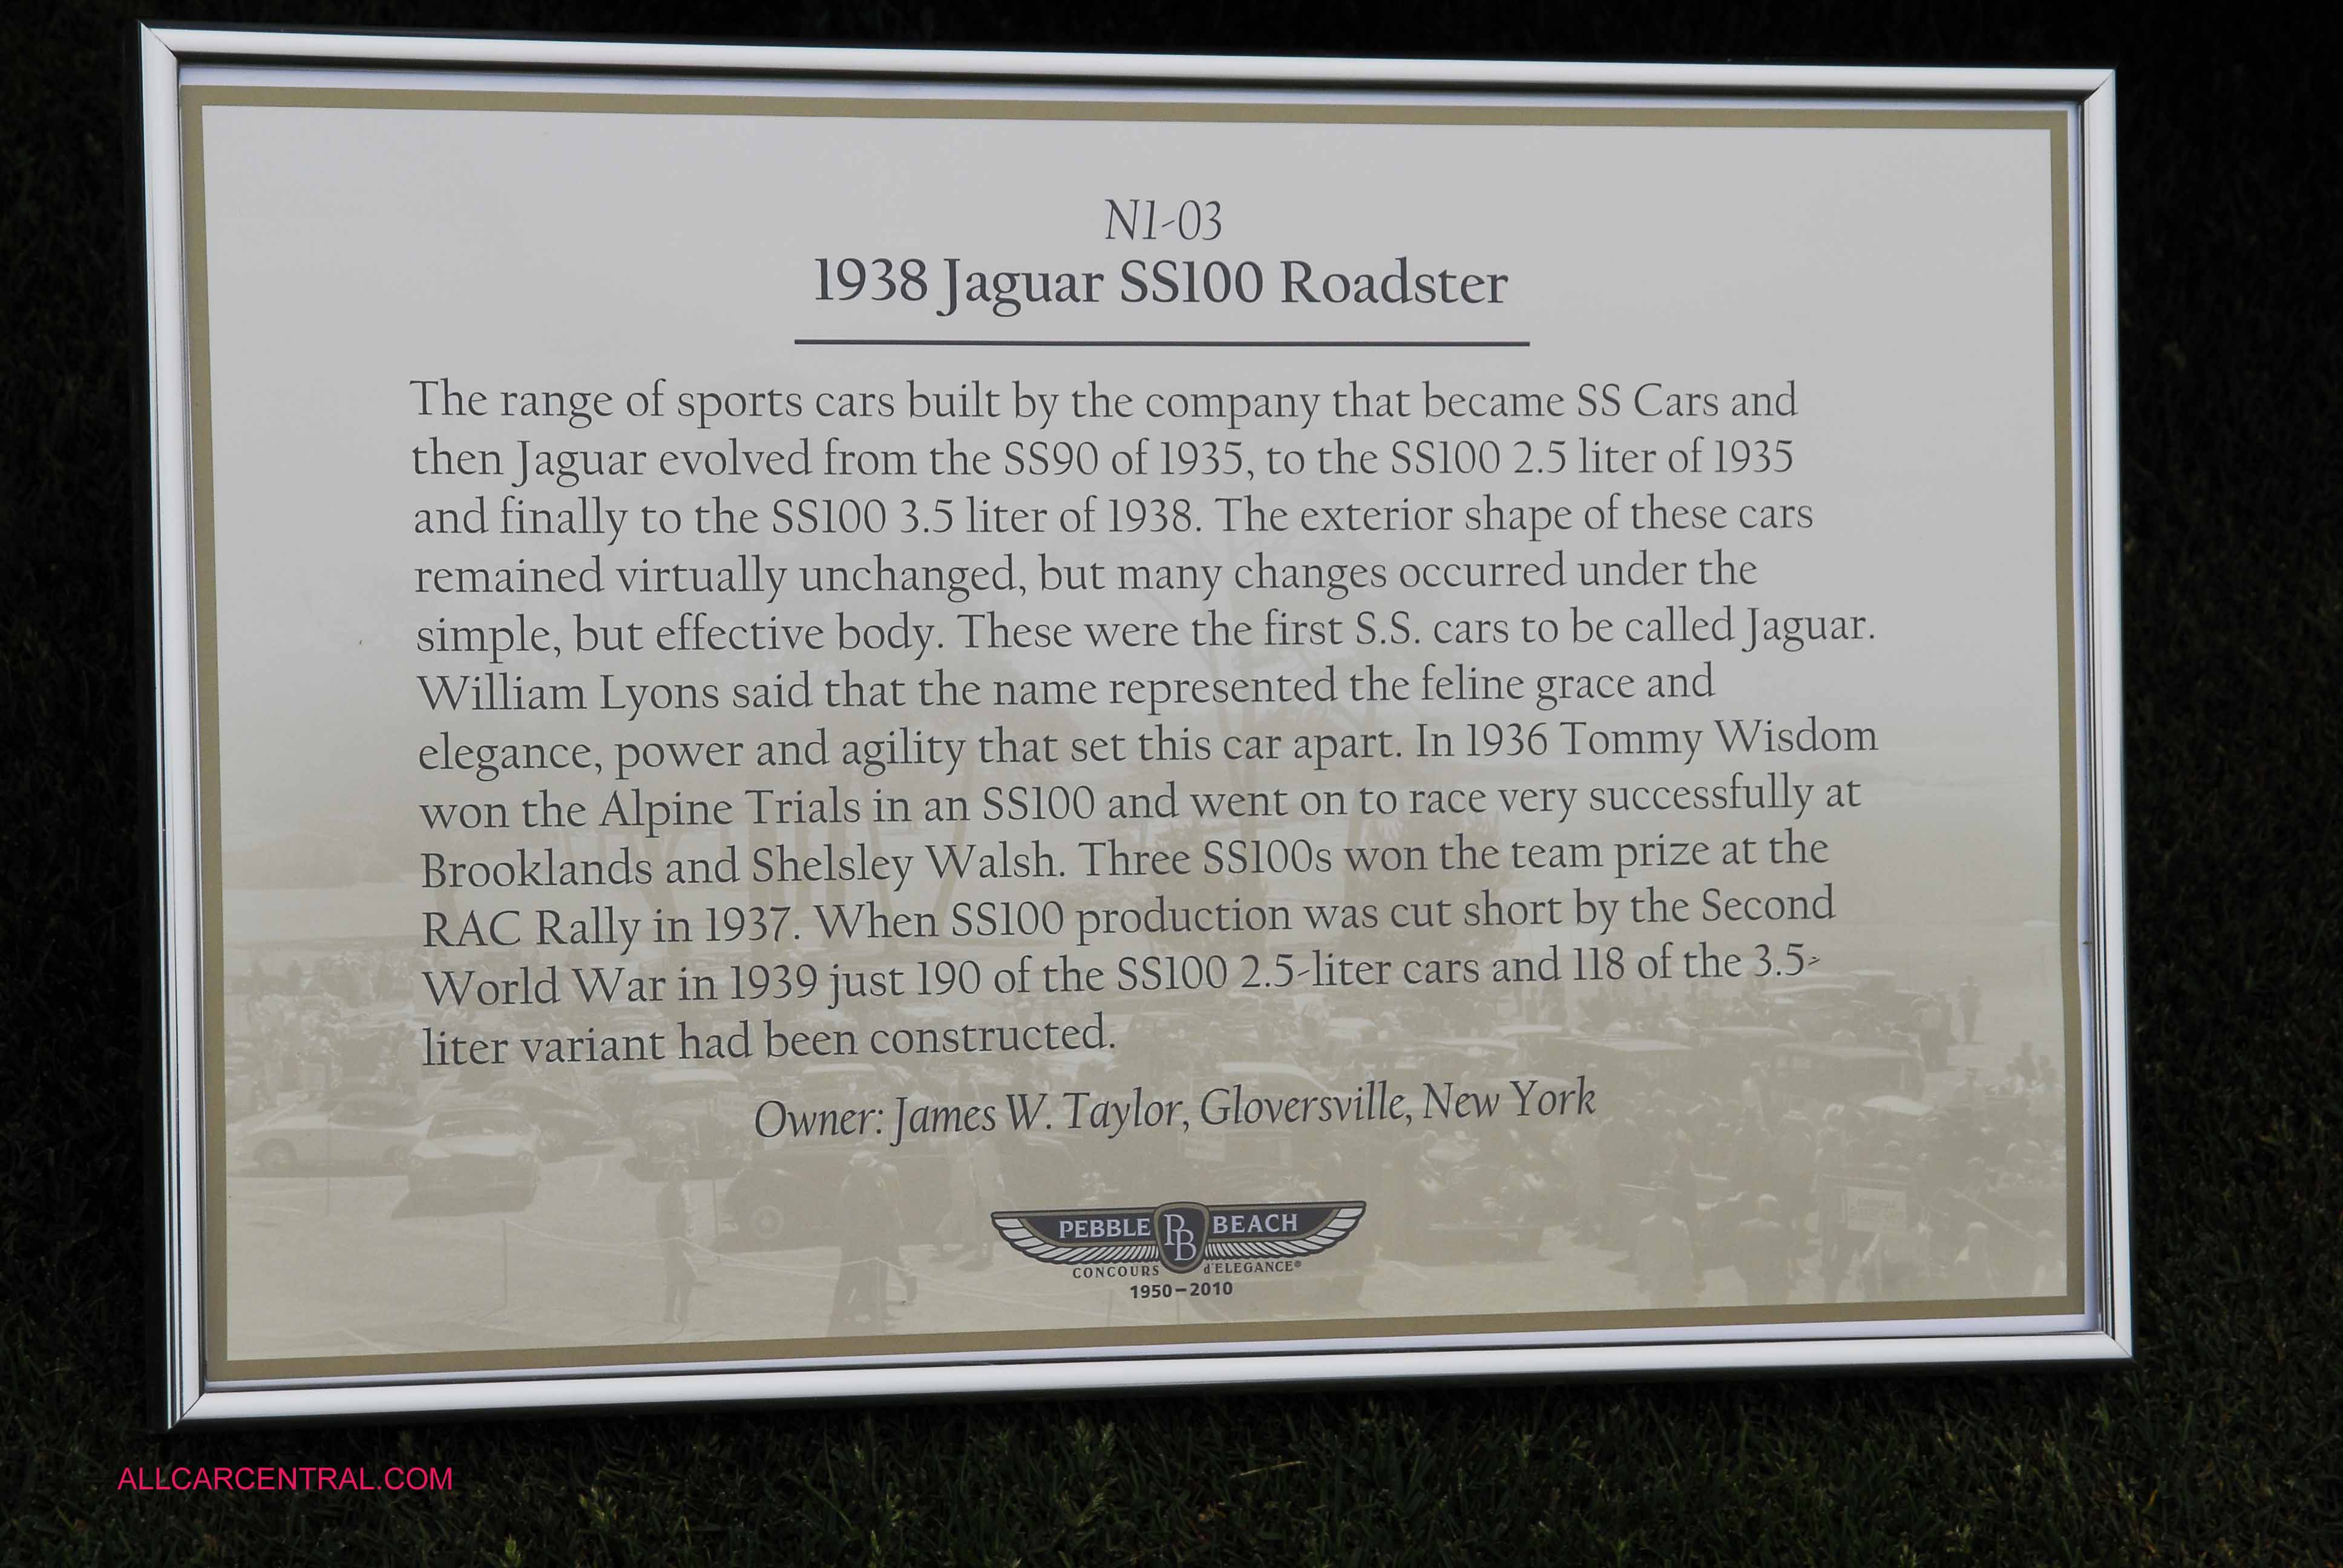 N1-03
1938 Jaguar SS100 Roadster
The range of sports cars built by the company that became SS Cars and
then Jaguar evolved from the SS90 of 1935, to the SS100 2.5 liter of 1935
and finally to the SS100 3.5 liter of 1938. The exterior shape of these cars
remained virtually unchanged, but many changes occurred under the
simple, but effective body. These were the first S.S. cars to be called Jaguar.
William Lyons said that the name represented the feline grace and
elegance, power and agility that set this car apart. In 1936 Tommy Wisdom
won the Alpine Trials in an SS100 and went on to race very successfully at
Brooklands and Shelsley Walsh. Three SS100s won the team prize at the
RAC Rally in 1937. When SS100 production was cut short by the Second
World War in 1939 just 190 of the SS100 2.5-liter cars and 118 of the 3.5-
liter variant had been constructed.
Owner: James W. Taylor, Gloversville, New York
PEBBLE PB BEACH
CONCOURS d'ELEGANCE®
1950-2010
ALLCARCENTRAL.COM